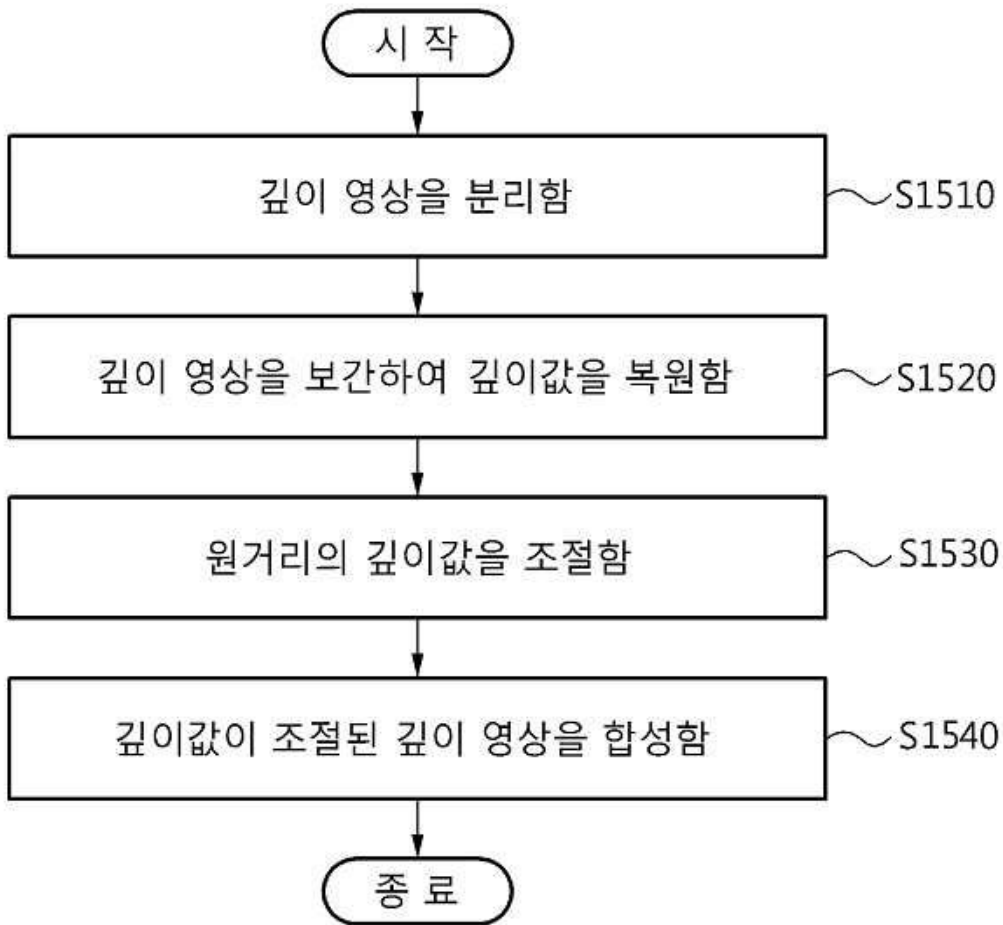 시 작
깊이 영상을 분리함
S1510
깊이 영상을 보간하여 깊이값을 복원함
S1520
원거리의 깊이값을 조절함
S1530
깊이값이 조절된 깊이 영상을 합성함
S1540
종 료